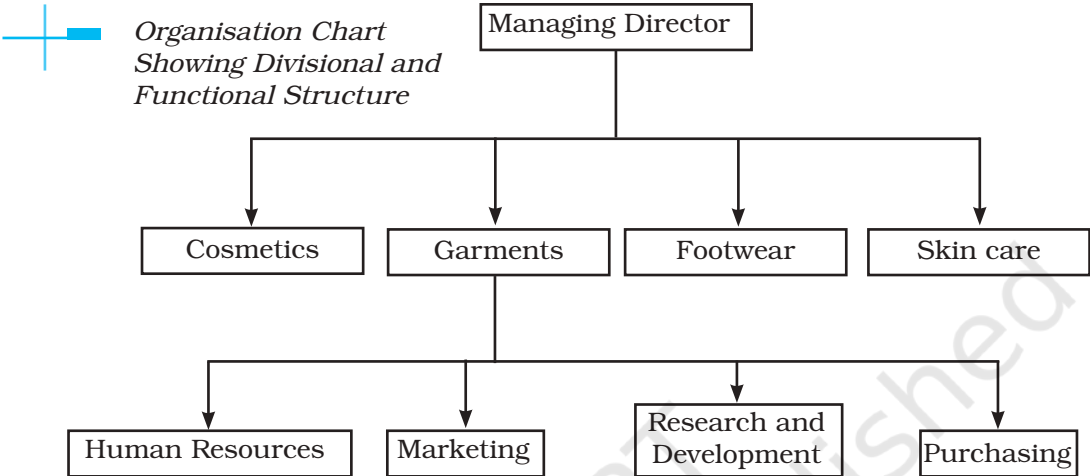 Organisation Chart
Showing Divisional and
Functional Structure
Managing Director
Cosmetics
Garments
Footwear
Skin care
Human Resources
Marketing
Research and
Development
Purchasing